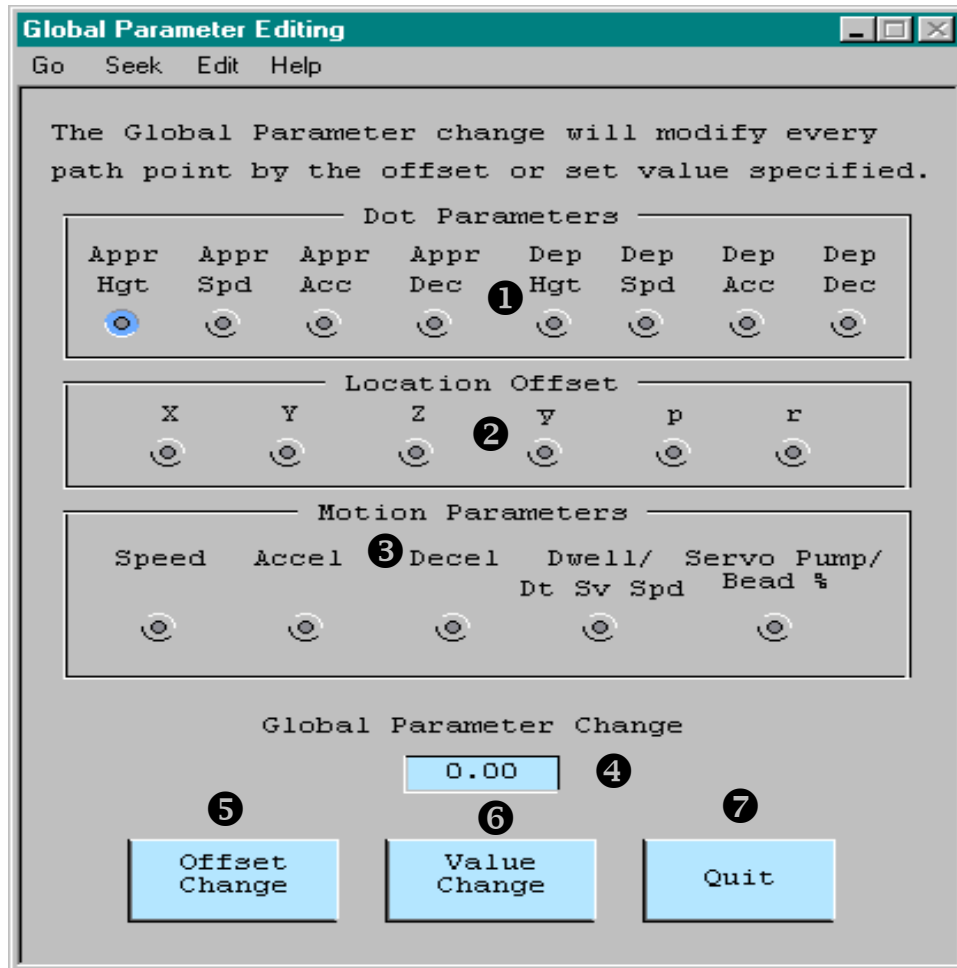 Global Parameter Editing
Go Seek Edit Help
The Global Parameter change will modify every
path point by the offset or set value specified.
Dot Parameters
Appr Appr Appr Appr Dep Dep Dep Dep
Hgt Spd Acc Dec ❶ Hgt Spd Acc Dec
Location Offset
X Y Z ❷ y p r
Motion Parameters
Speed Accel ❸ Decel Dwell/ Servo Pump/
Dt Sv Spd Bead %
Global Parameter Change
0.00 ❹
❺ ❻ ❼
Offset Value Quit
Change Change